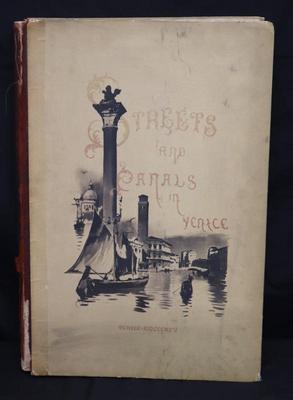 STREETS
AND
CANALS
IN
VENICE